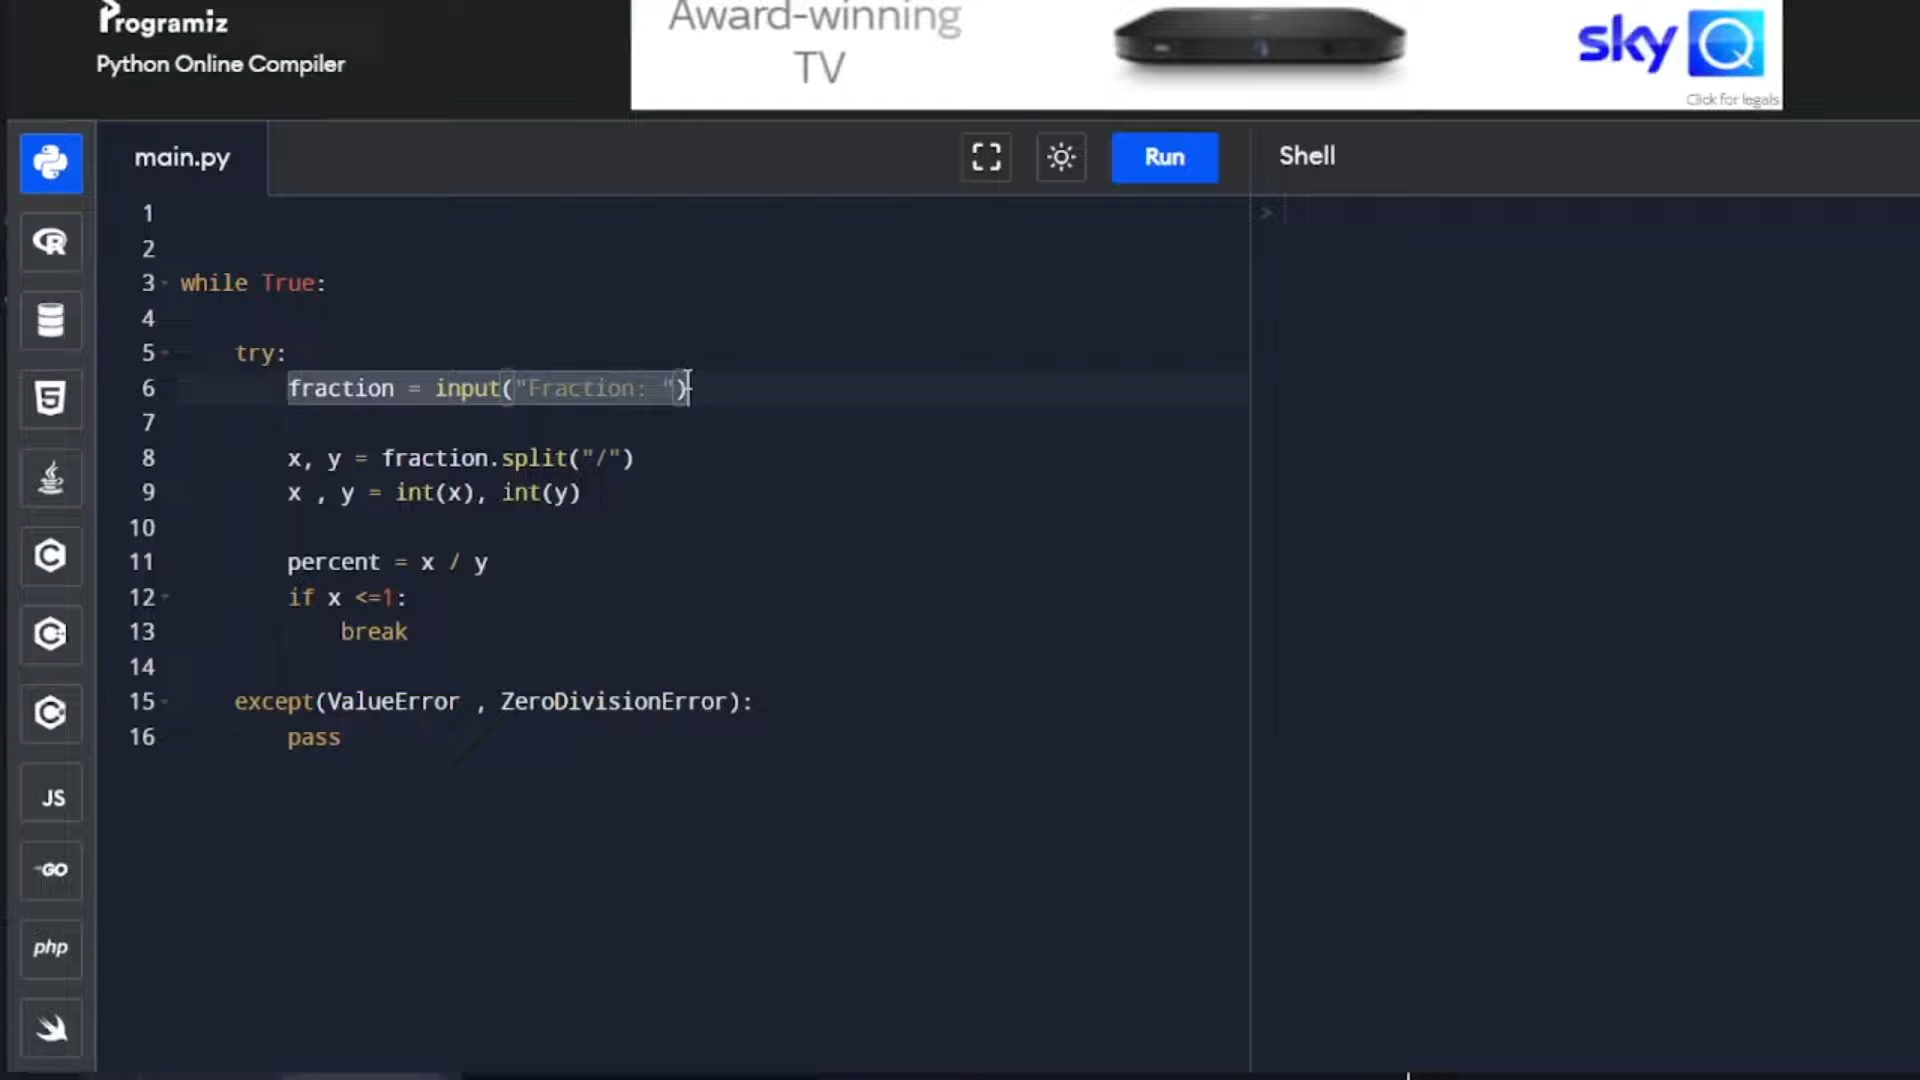 Programiz
Python Online Compiler
Award-winning
TV
sky Q
Click for legals
main.py
Run
Shell
1
2
3 while True:
4
5 try:
6 fraction = input("Fraction: ")
7
8 x, y = fraction.split("/")
9 x , y = int(x), int(y)
10
11 percent = x / y
12 if x <=1:
13 break
14
15 except(ValueError , ZeroDivisionError):
16 pass
>
R
5
C
C
C
JS
GO
php